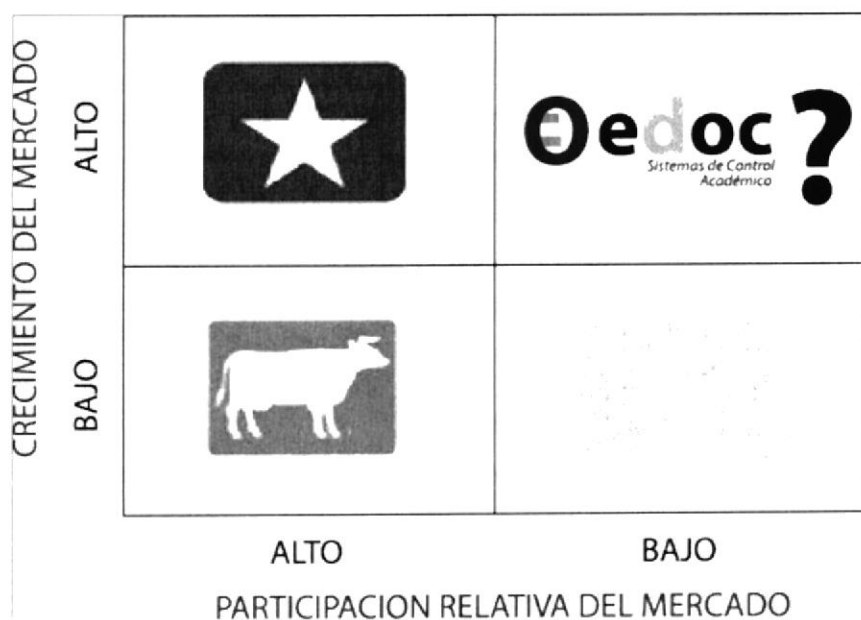 CRECIMIENTO DEL MERCADO
ALTO
BAJO
edoc ?
Sistemas de Control
Académico
ALTO
BAJO
PARTICIPACION RELATIVA DEL MERCADO